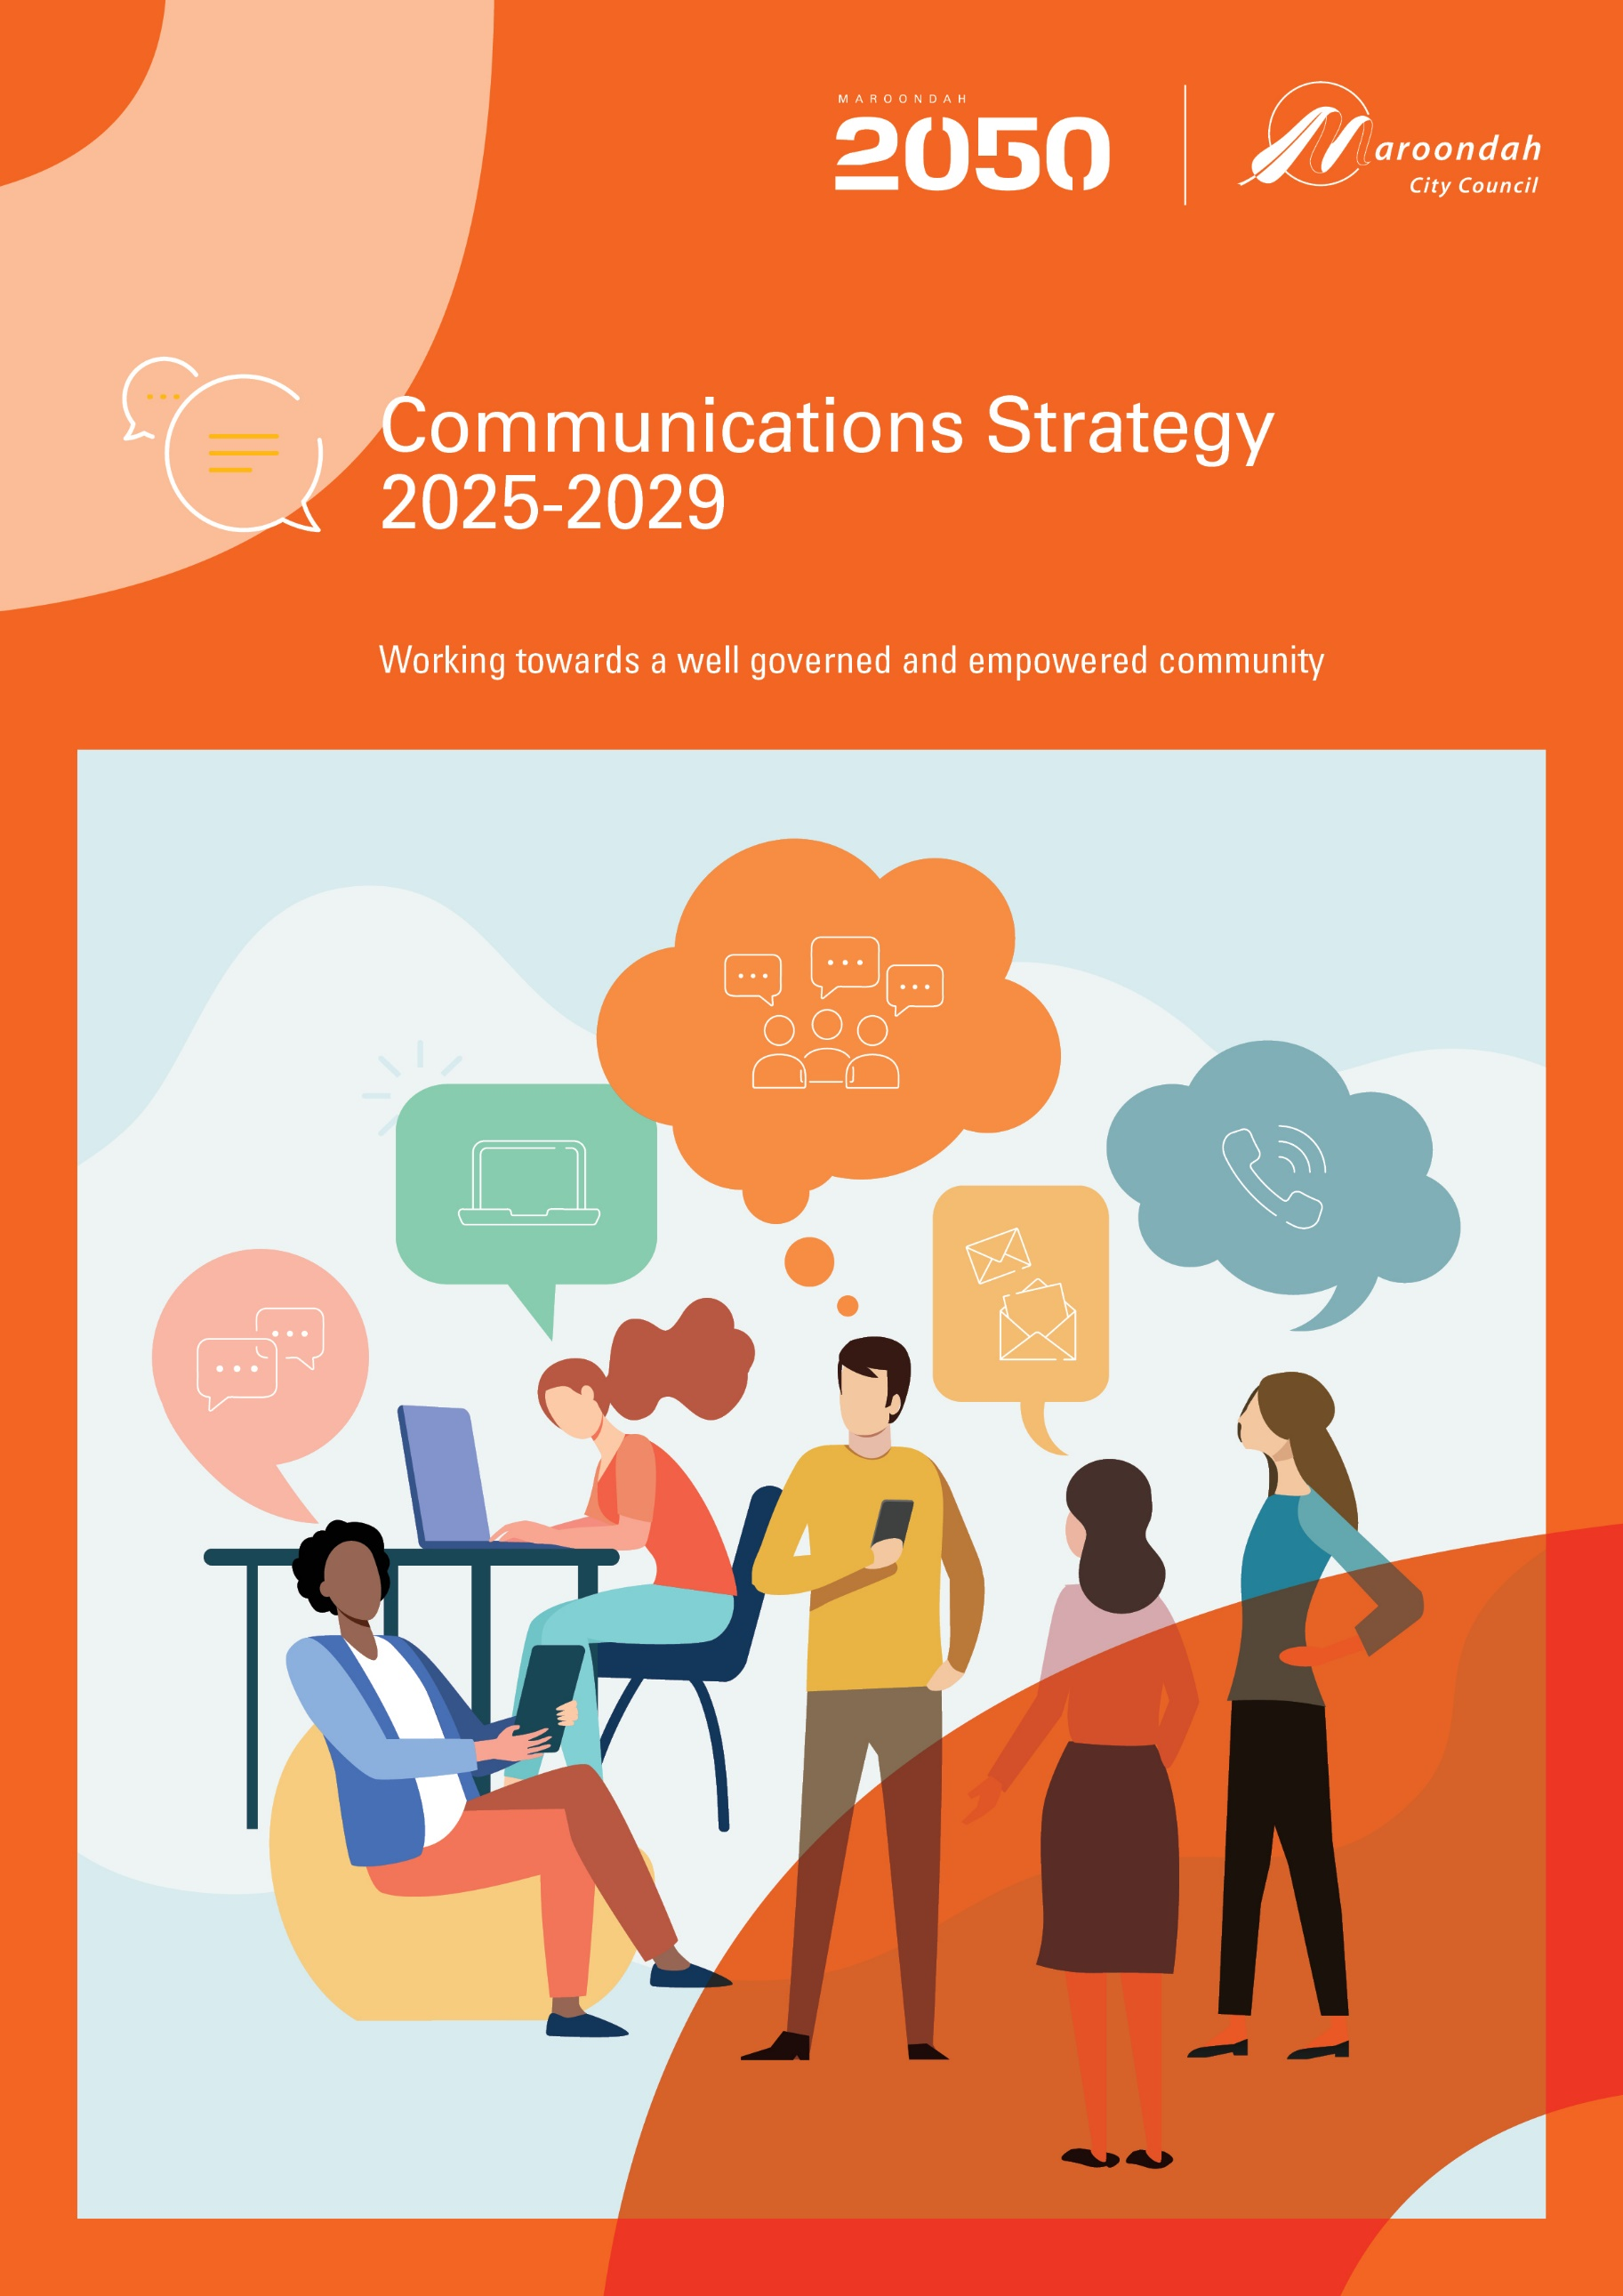 MAROONDAH
2050
Maroondah
City Council
Communications Strategy
2025-2029
Working towards a well governed and empowered community